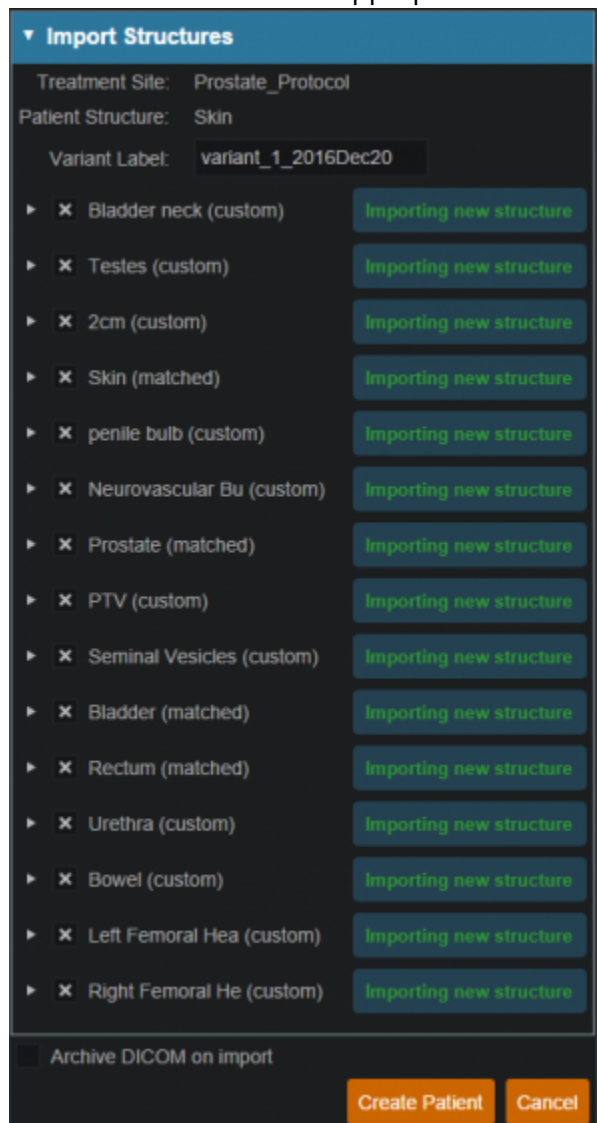 Import Structures
Treatment Site: Prostate_Protocol
Patient Structure: Skin
Variant Label: variant_1_2016Dec20
Bladder neck (custom) Importing new structure
Testes (custom) Importing new structure
2cm (custom) Importing new structure
Skin (matched) Importing new structure
penile bulb (custom) Importing new structure
Neurovascular Bu (custom) Importing new structure
Prostate (matched) Importing new structure
PTV (custom) Importing new structure
Seminal Vesicles (custom) Importing new structure
Bladder (matched) Importing new structure
Rectum (matched) Importing new structure
Urethra (custom) Importing new structure
Bowel (custom) Importing new structure
Left Femoral Hea (custom) Importing new structure
Right Femoral He (custom) Importing new structure
Archive DICOM on import
Create Patient Cancel